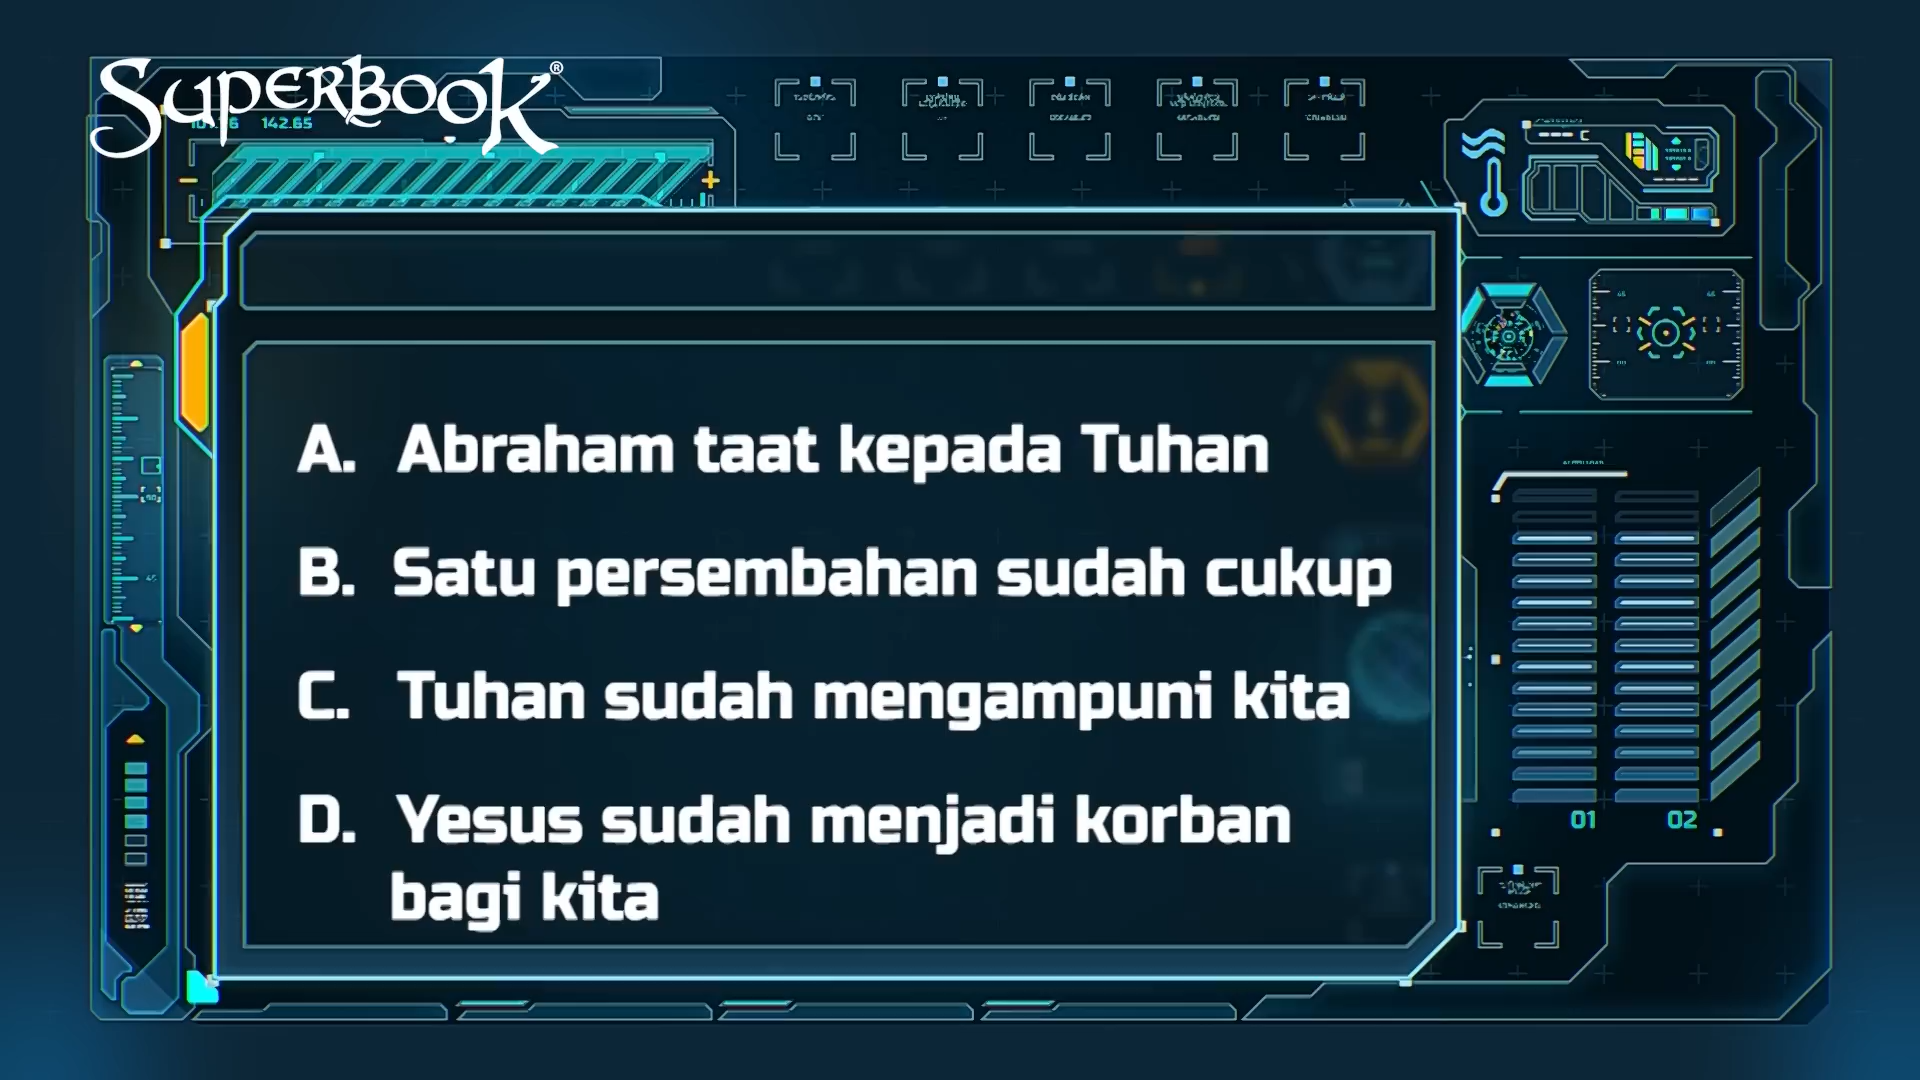 SUPERBOOK®
142.65
A. Abraham taat kepada Tuhan
B. Satu persembahan sudah cukup
C. Tuhan sudah mengampuni kita
D. Yesus sudah menjadi korban
bagi kita
01 02